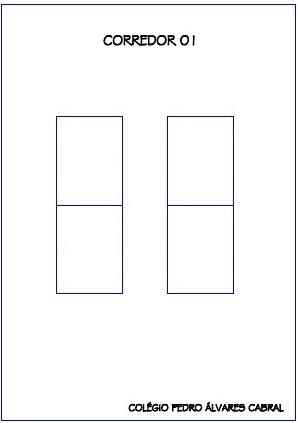 CORREDOR 01
COLÉGIO PEDRO ÁLVARES CABRAL